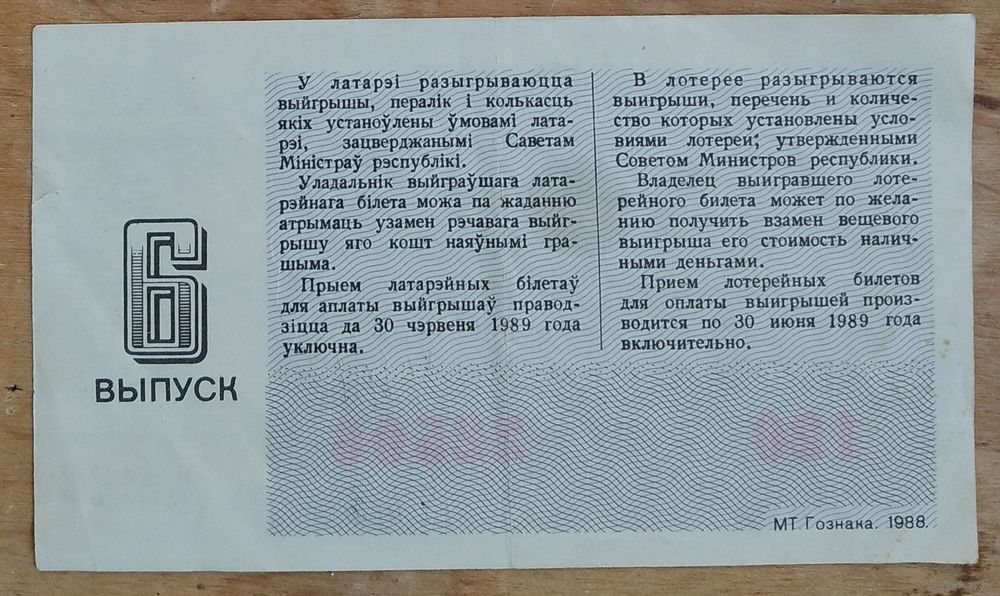 6
ВЫПУСК
У латарэі разыгрываюцца
выйгрышы, пералік і колькасць
якіх устаноўлены ўмовамі лата-
рэі, зацверджанымі Саветам
Міністраў рэспублікі.
Уладальнік выйграўшага лата-
рэйнага білета можа па жаданню
атрымаць узамен рэчавага выйг-
рышу яго кошт наяўнымі гра-
шыма.
Прыем латарэйных білетаў
для аплаты выйгрышаў правод-
зіцца да 30 чэрвеня 1989 года
уключна.
В лотерее разыгрываются
выигрыши, перечень и количе-
ство которых установлены усло-
виями лотереи; утвержденными
Советом Министров республики.
Владелец выигравшего лоте-
рейного билета может по жела-
нию получить взамен вещевого
выигрыша его стоимость налич-
ными деньгами.
Прием лотерейных билетов
для оплаты выигрышей произ-
водится по 30 июня 1989 года
включительно.
МТ Гознака. 1988.